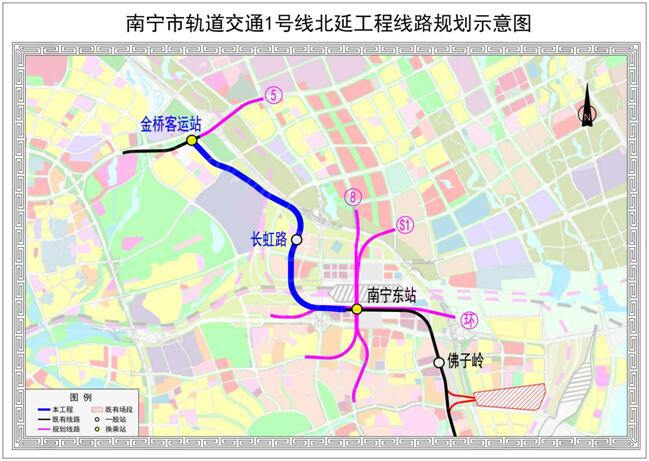 南宁市轨道交通1号线北延工程线路规划示意图
5
金桥客运站
N
8
S1
长虹路
南宁东站
环
佛子岭
图 例
本工程
既有场段
既有线路
一般站
规划线路
换乘站